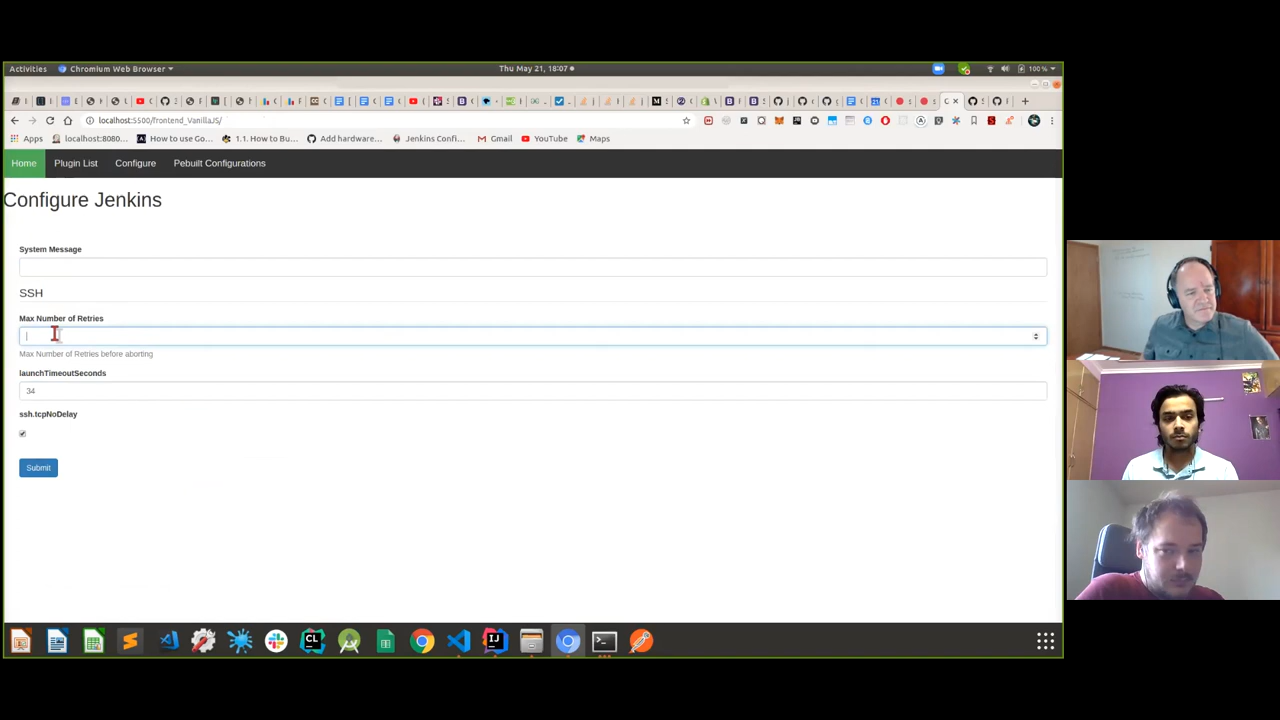 Activities Chromium Web Browser Thu May 21, 18:07 100 %
localhost:5500/frontend_VanillaJS/
Apps localhost:8080... How to use Go... 1.1. How to Bu... Add hardware... Jenkins Confi... Gmail YouTube Maps
Home Plugin List Configure Pebuilt Configurations
Configure Jenkins
System Message
SSH
Max Number of Retries
Max Number of Retries before aborting
launchTimeoutSeconds
34
ssh.tcpNoDelay
Submit